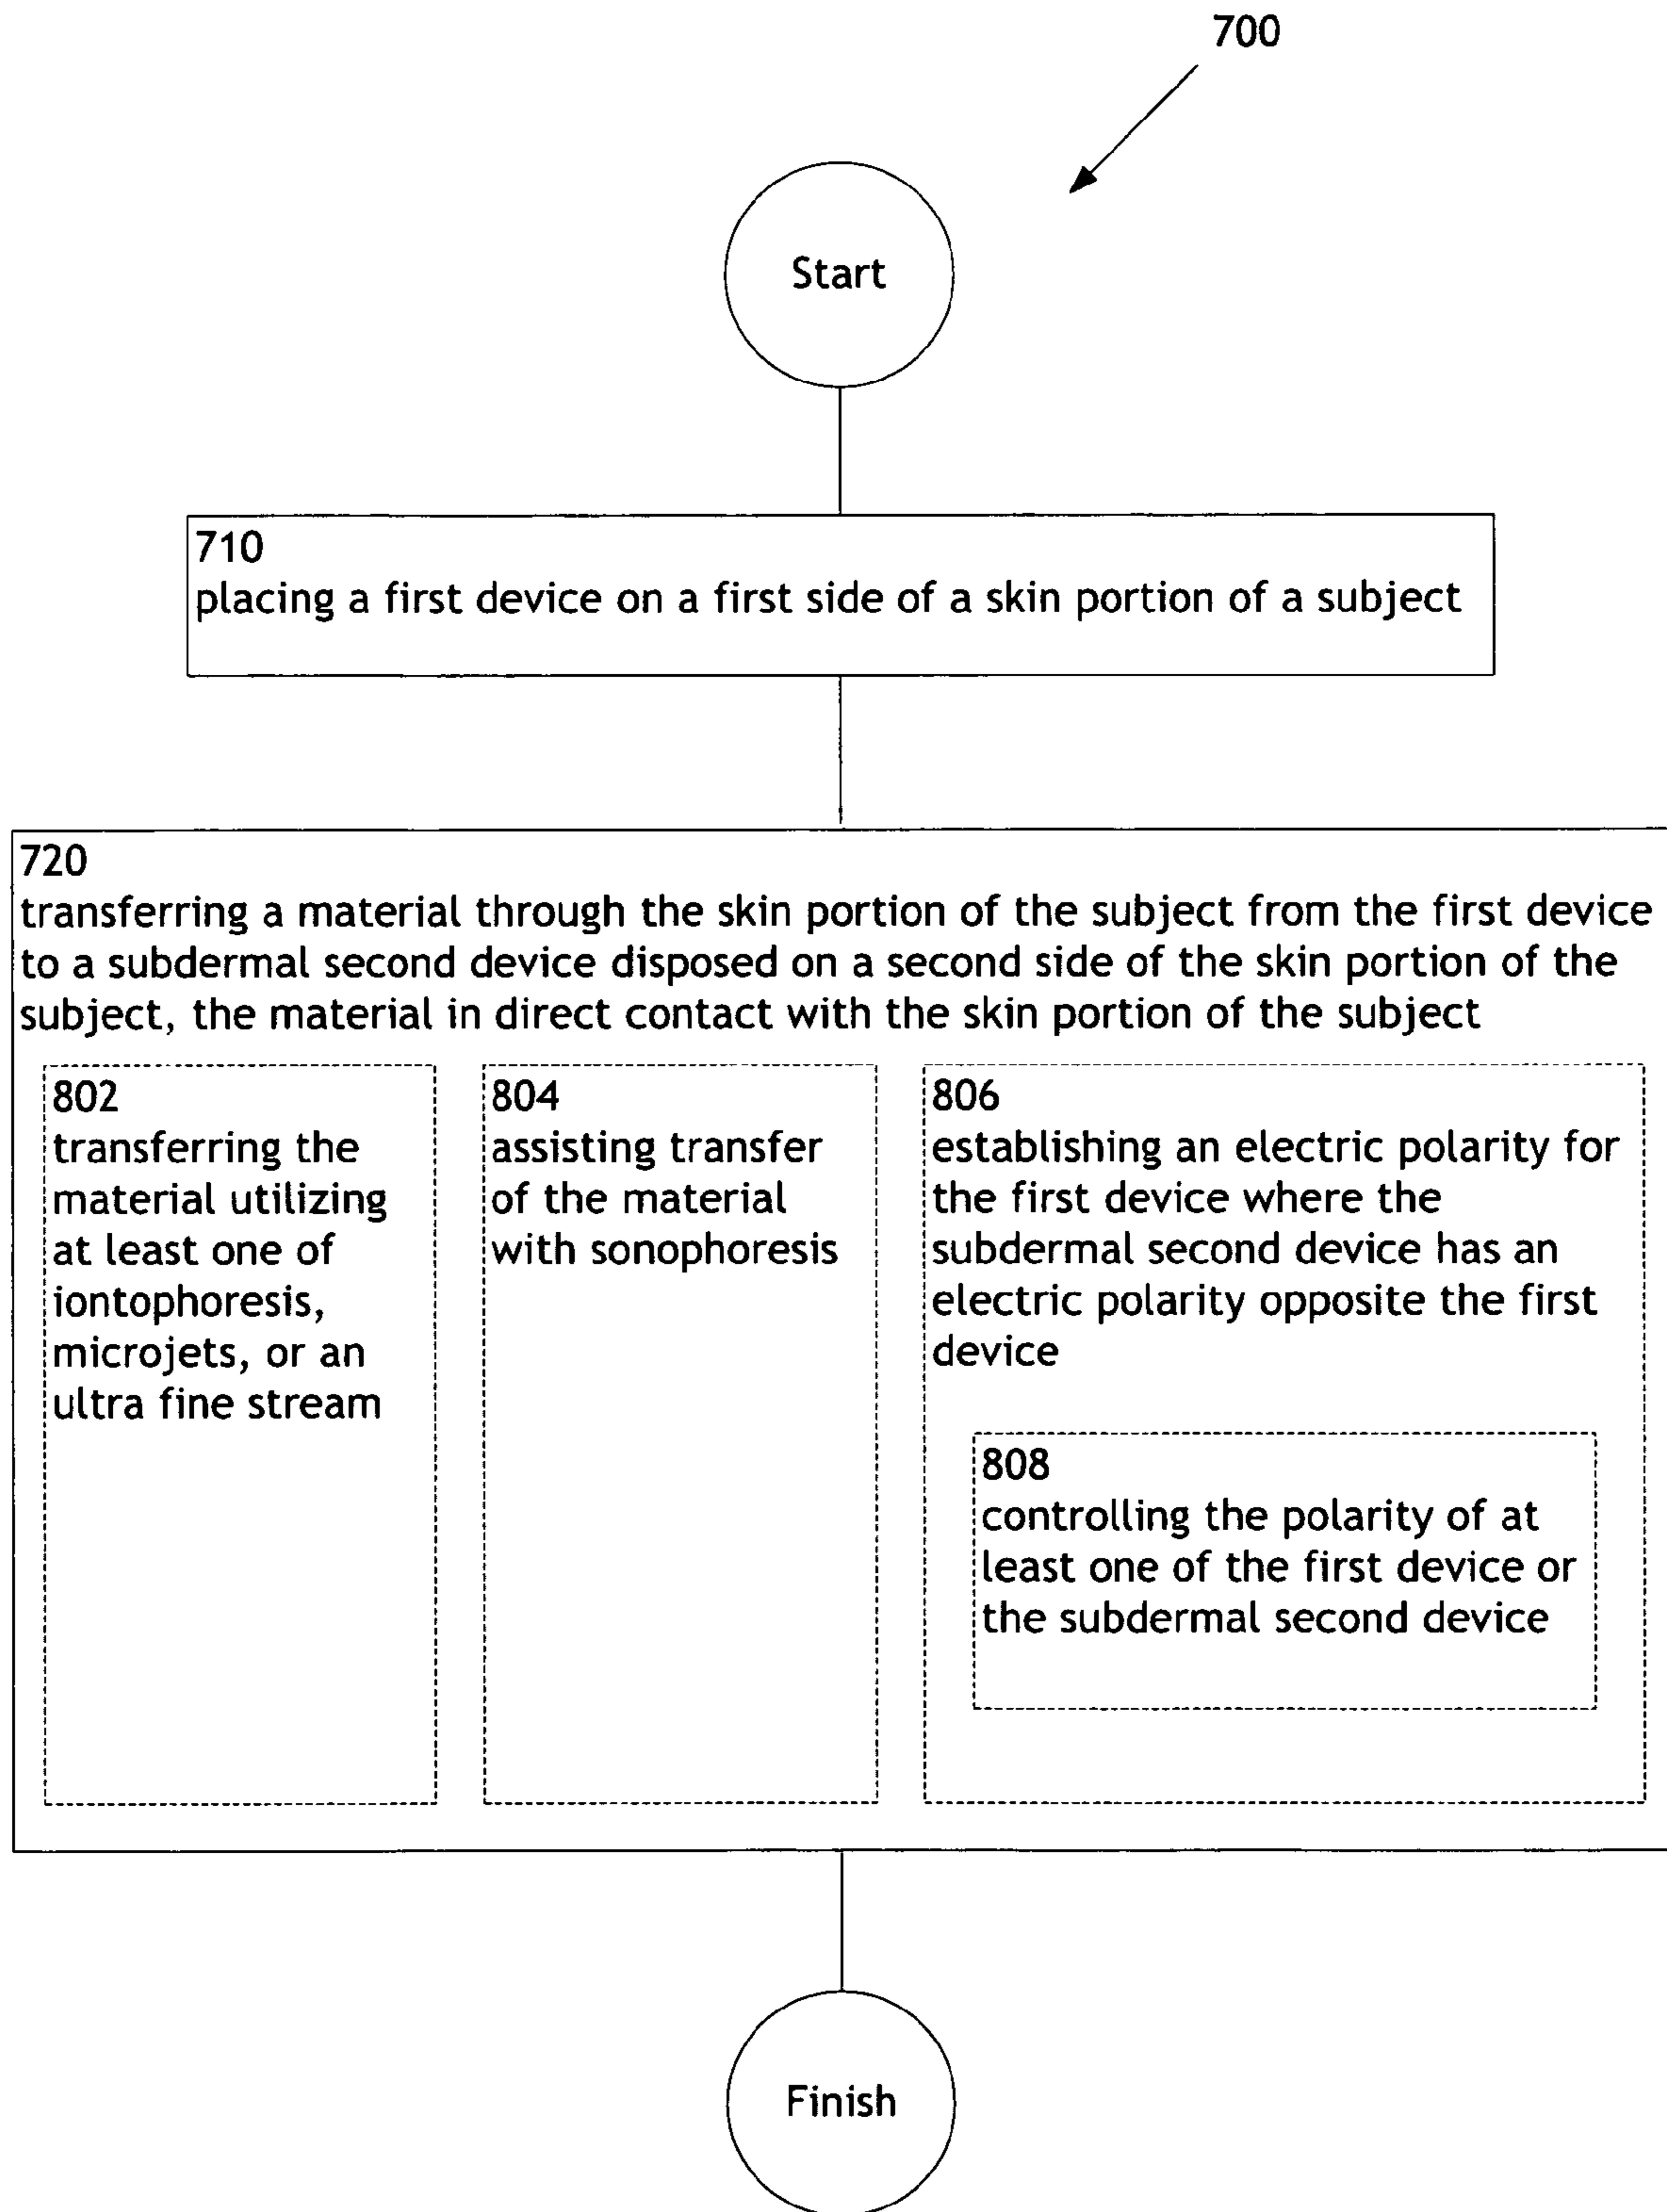 700
Start
710
placing a first device on a first side of a skin portion of a subject
720
transferring a material through the skin portion of the subject from the first device
to a subdermal second device disposed on a second side of the skin portion of the
subject, the material in direct contact with the skin portion of the subject
802
transferring the
material utilizing
at least one of
iontophoresis,
microjets, or an
ultra fine stream
804
assisting transfer
of the material
with sonophoresis
806
establishing an electric polarity for
the first device where the
subdermal second device has an
electric polarity opposite the first
device
808
controlling the polarity of at
least one of the first device or
the subdermal second device
Finish